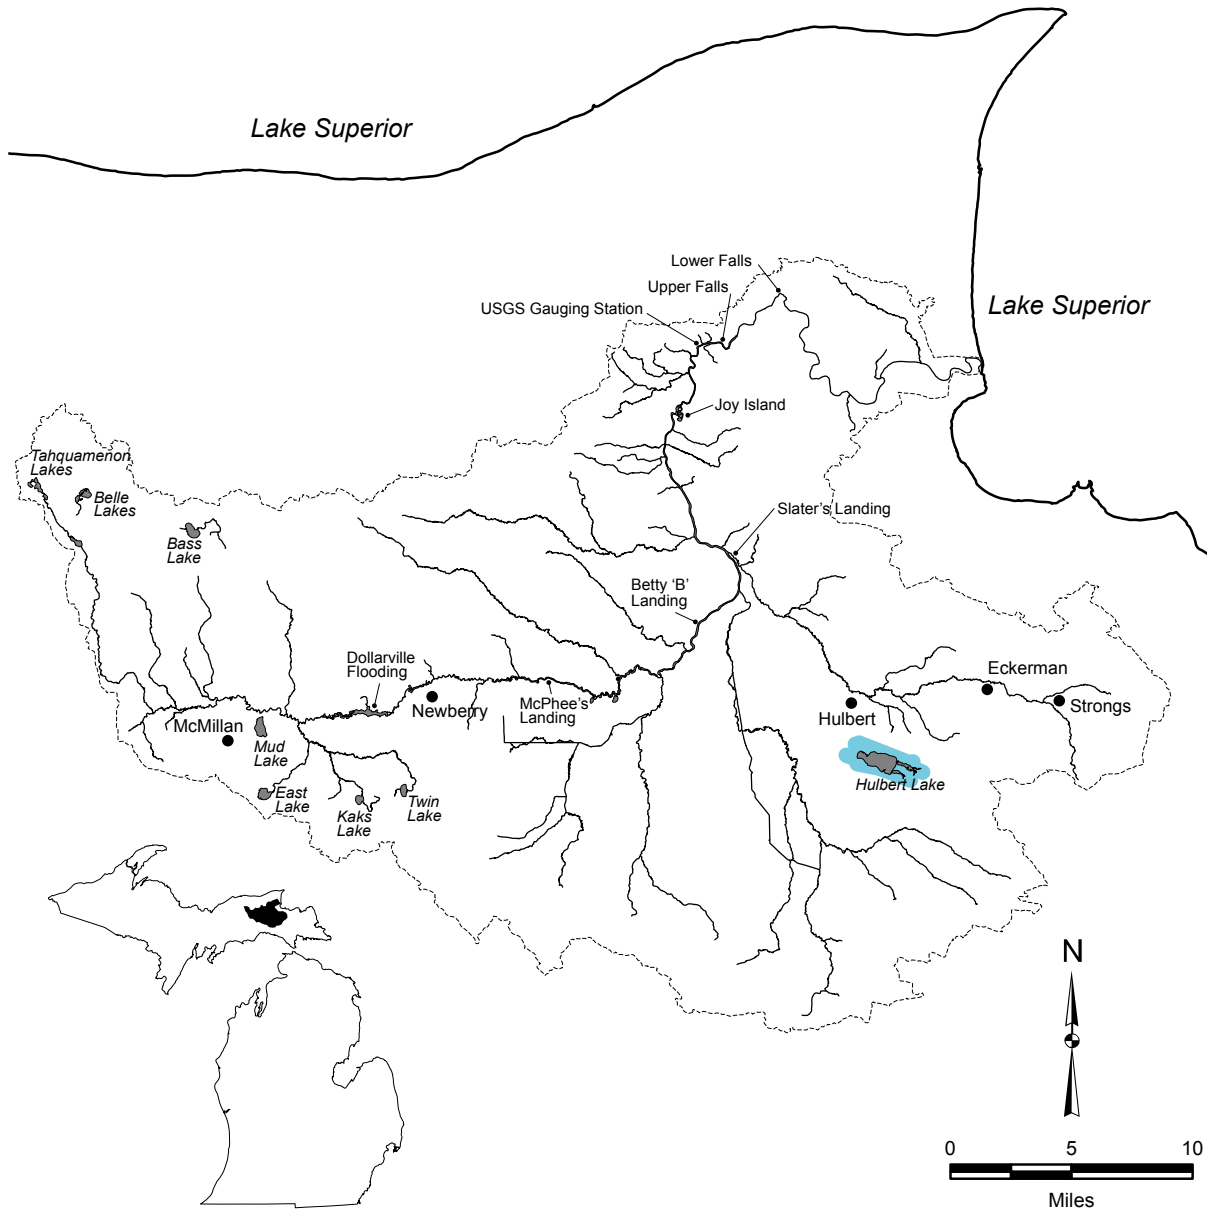 Lake Superior
Lower Falls
Upper Falls
Lake Superior
USGS Gauging Station
Joy Island
Tahquamenon
Lakes
Belle
Lakes
Slater's Landing
Bass
Lake
Betty ‘B’
Landing
Dollarville
Flooding
Eckerman
McPhee's
Landing
Newberry
Strongs
Hulbert
McMillan
Mud
Lake
Hulbert Lake
East
Lake
Kaks
Lake
Twin
Lake
N
0 5 10
Miles